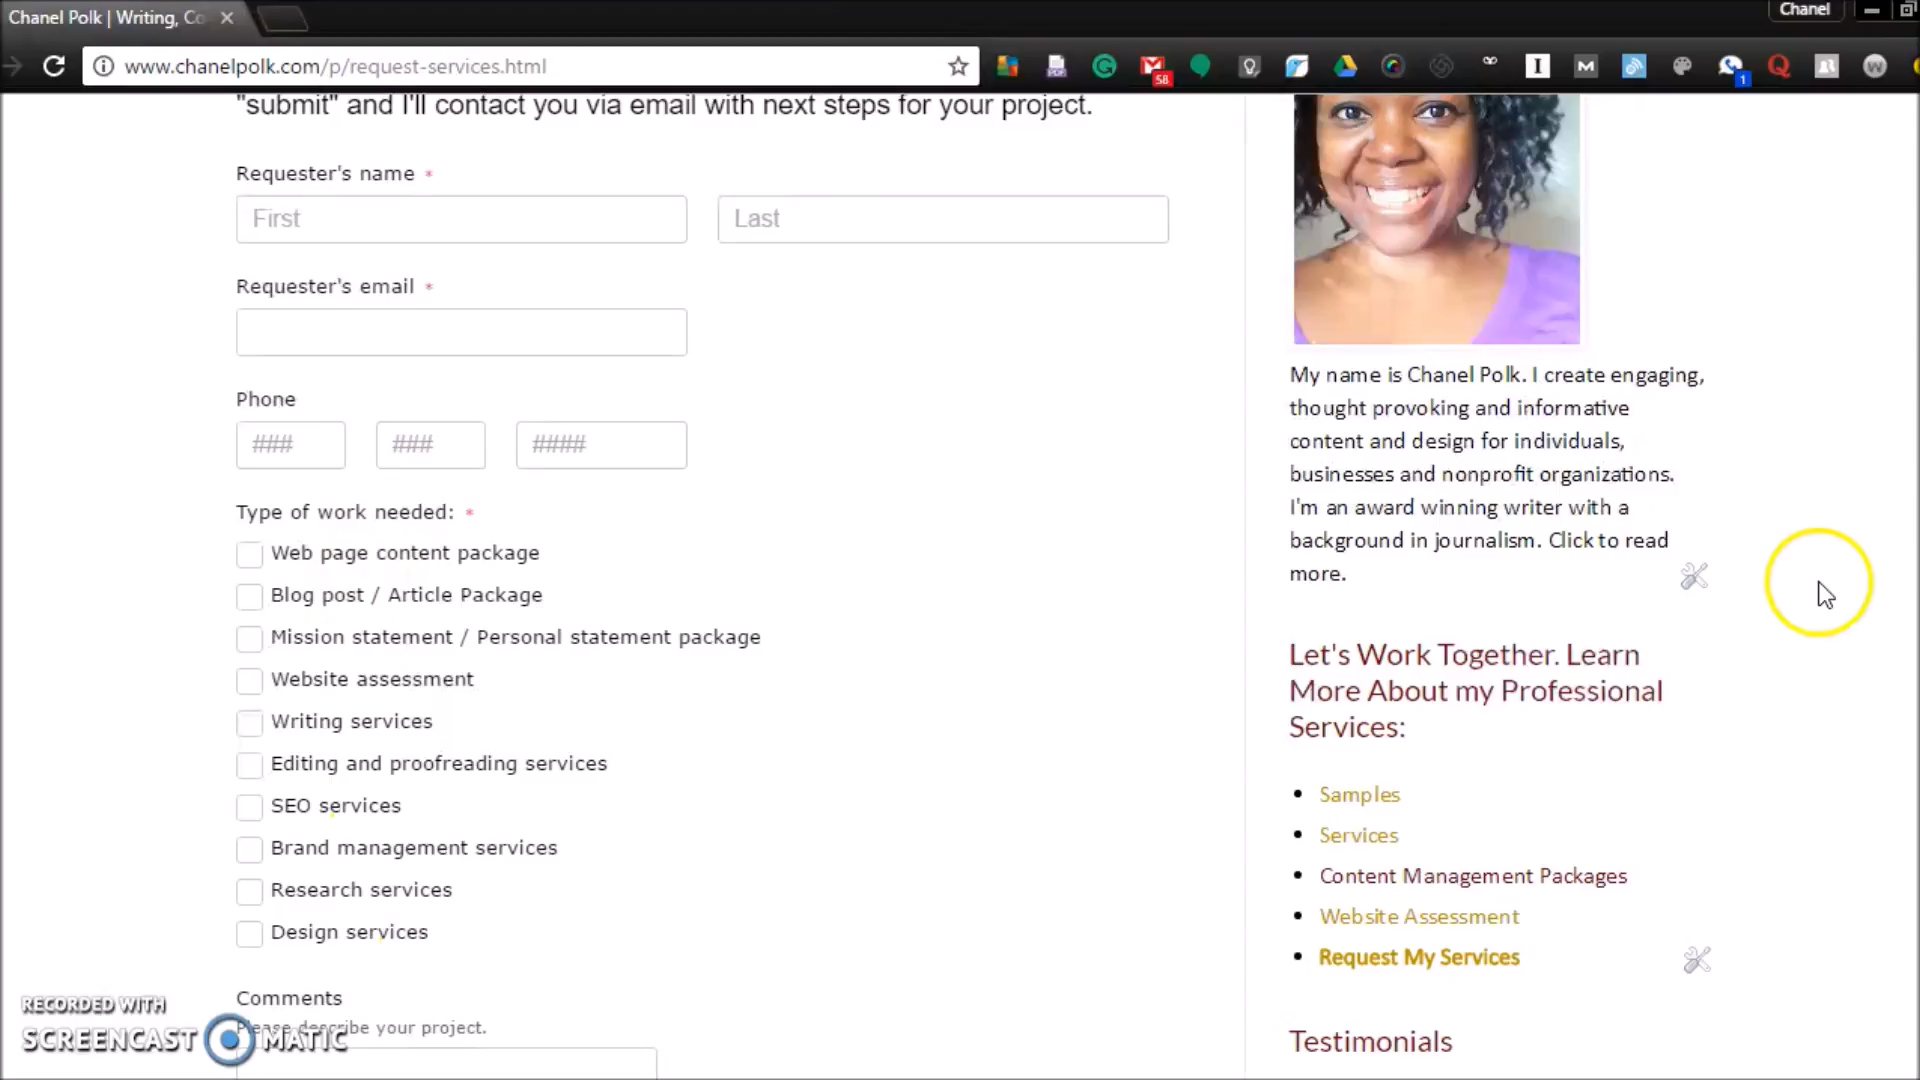 Chanel Polk | Writing, Co
Chanel
www.chanelpolk.com/p/request-services.html
58
1
"submit" and I'll contact you via email with next steps for your project.
Requester's name *
First
Last
Requester's email *
Phone
###
###
####
Type of work needed: *
Web page content package
Blog post / Article Package
Mission statement / Personal statement package
Website assessment
Writing services
Editing and proofreading services
SEO services
Brand management services
Research services
Design services
Comments
Please describe your project.
RECORDED WITH
SCREENCAST MATIC
My name is Chanel Polk. I create engaging,
thought provoking and informative
content and design for individuals,
businesses and nonprofit organizations.
I'm an award winning writer with a
background in journalism. Click to read
more.
Let's Work Together. Learn
More About my Professional
Services:
Samples
Services
Content Management Packages
Website Assessment
Request My Services
Testimonials